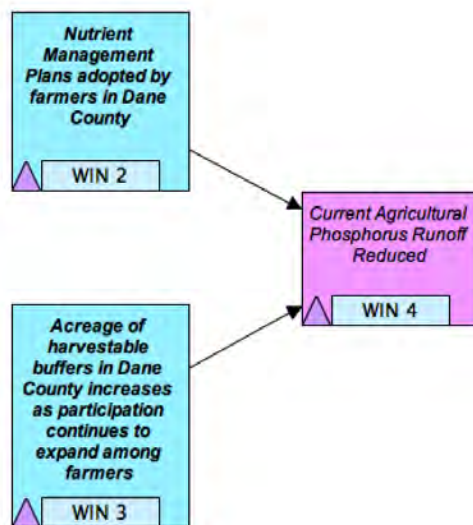 Nutrient
Management
Plans adopted by
farmers in Dane
County
WIN 2
Current Agricultural
Phosphorus Runoff
Reduced
WIN 4
Acreage of
harvestable
buffers in Dane
County increases
as participation
continues to
expand among
farmers
WIN 3